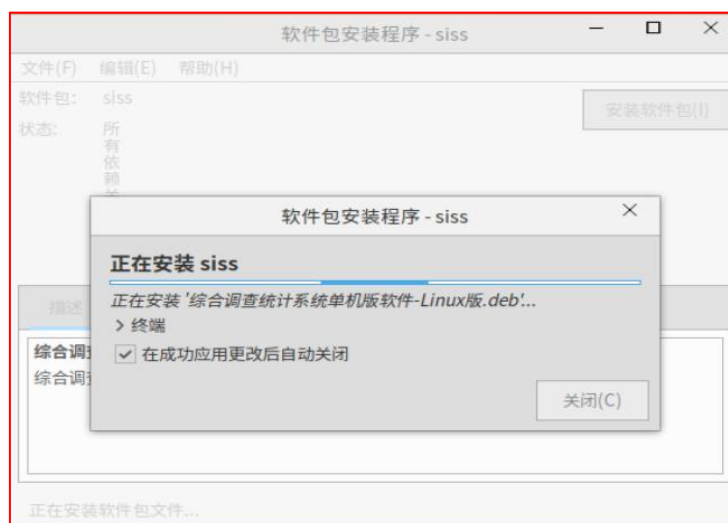 软件包安装程序 - siss
文件(F) 编辑(E) 帮助(H)
软件包: siss
安装软件包(I)
状态: 所有依赖关
软件包安装程序 - siss
正在安装 siss
正在安装 '综合调查统计系统单机版软件-Linux版.deb'...
终端
在成功应用更改后自动关闭
关闭(C)
描述
综合调
综合调
正在安装软件包文件...